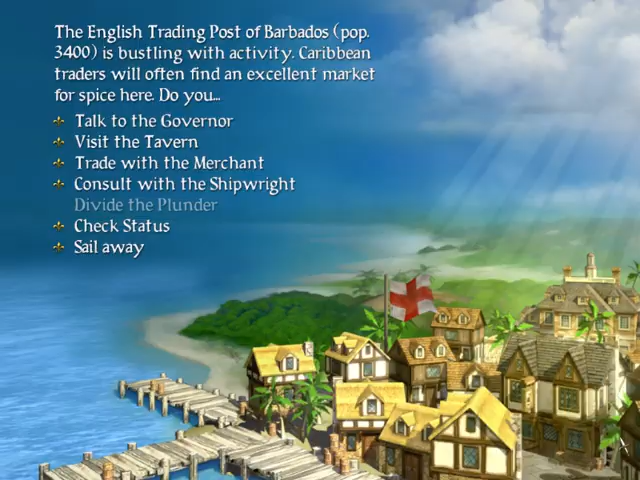 The English Trading Post of Barbados (pop.
3400) is bustling with activity. Caribbean
traders will often find an excellent market
for spice here. Do you...
Talk to the Governor
Visit the Tavern
Trade with the Merchant
Consult with the Shipwright
Divide the Plunder
Check Status
Sail away